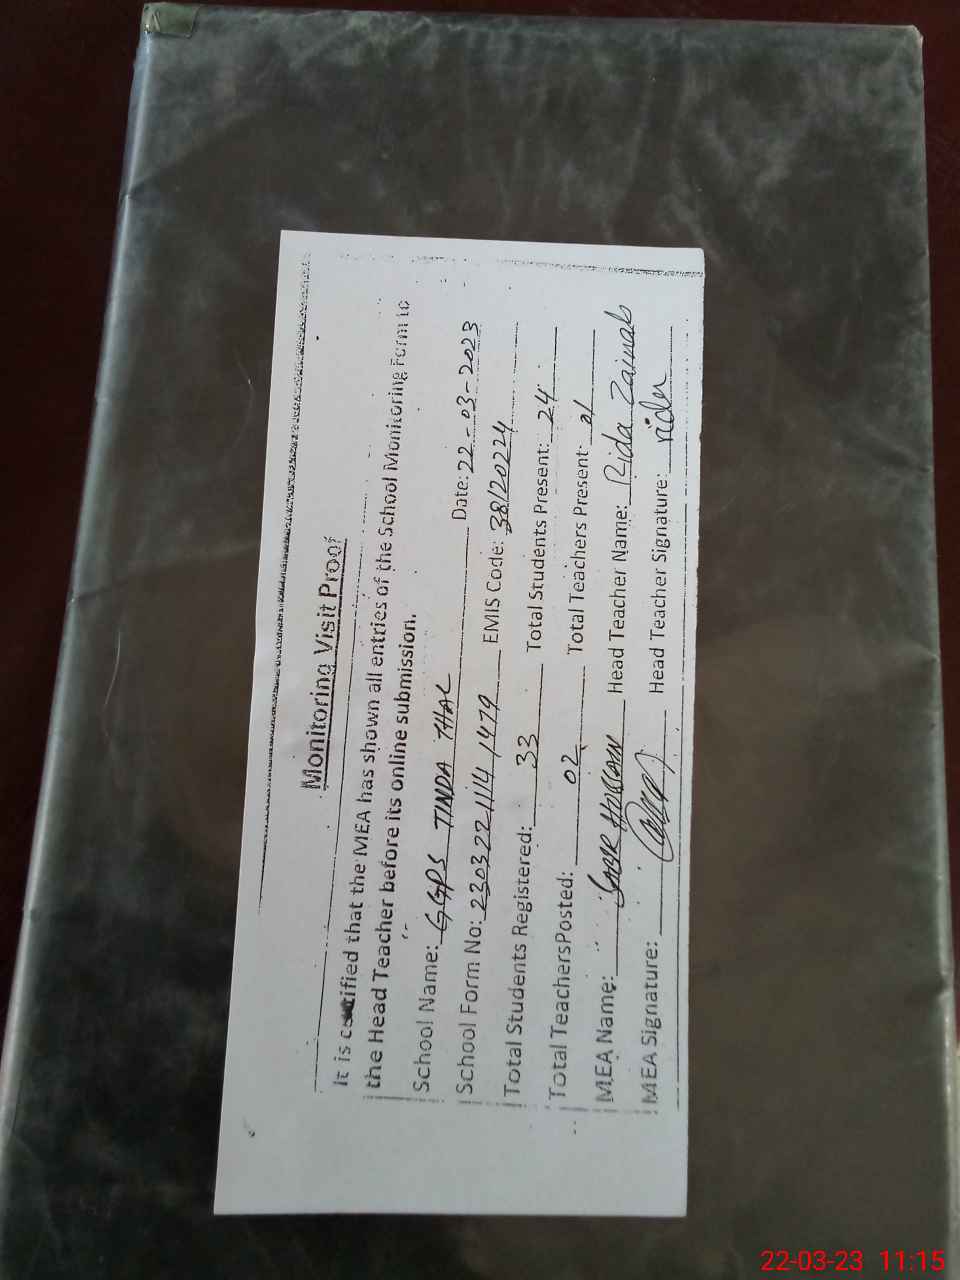 Monitoring Visit Proof
It is certified that the MEA has shown all entries of the School Monitoring Form to
the Head Teacher before its online submission.
School Name: GGPS TINDA THAL Date: 22-03-2023
School Form No: 2303221114 1479 EMIS Code: 38120224
Total Students Registered: 33 Total Students Present: 24
Total TeachersPosted: 02 Total Teachers Present: 01
MEA Name: SABIR HUSSAIN Head Teacher Name: Rida Zainab
MEA Signature: Head Teacher Signature: rida
22-03-23 11:15